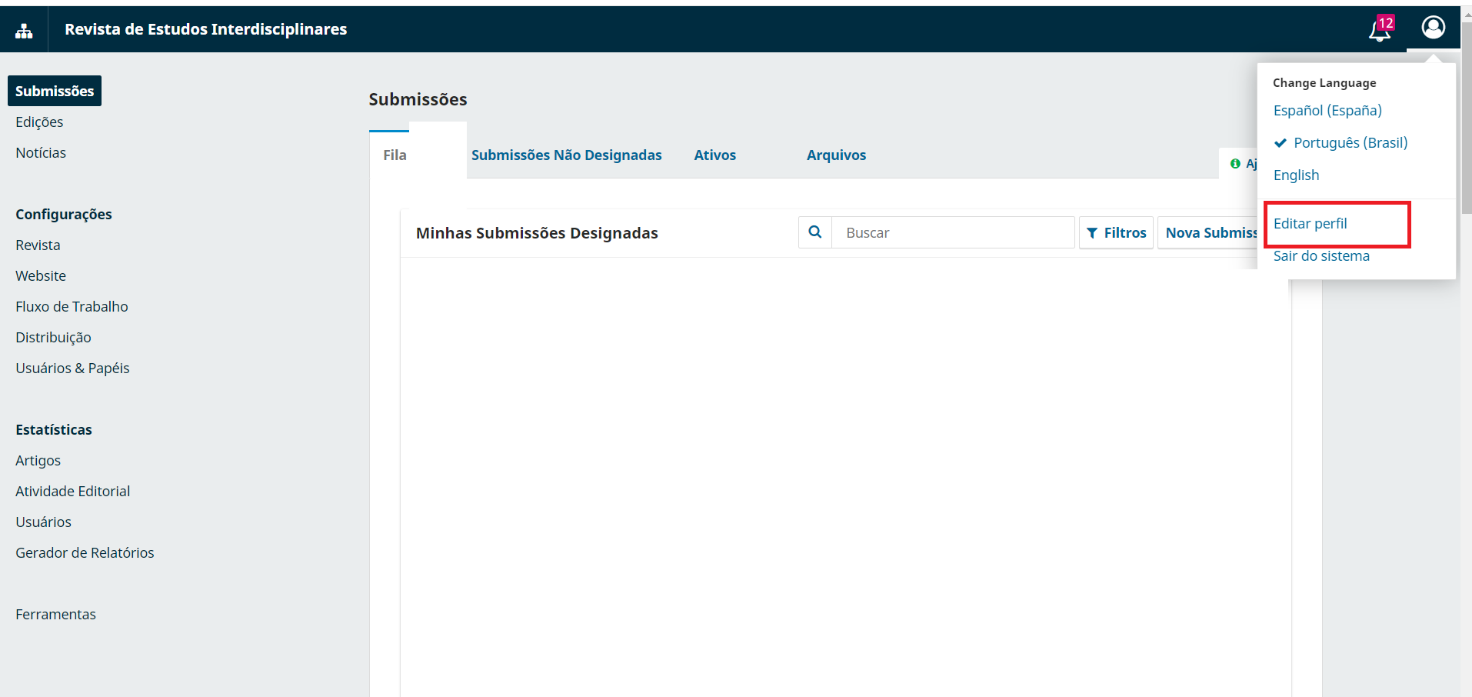 Revista de Estudos Interdisciplinares
12
Submissões
Edições
Notícias
Configurações
Revista
Website
Fluxo de Trabalho
Distribuição
Usuários & Papéis
Estatísticas
Artigos
Atividade Editorial
Usuários
Gerador de Relatórios
Ferramentas
Submissões
Fila
Submissões Não Designadas
Ativos
Arquivos
Minhas Submissões Designadas
Buscar
Filtros
Nova Submiss
Change Language
Español (España)
Português (Brasil)
English
Editar perfil
Sair do sistema